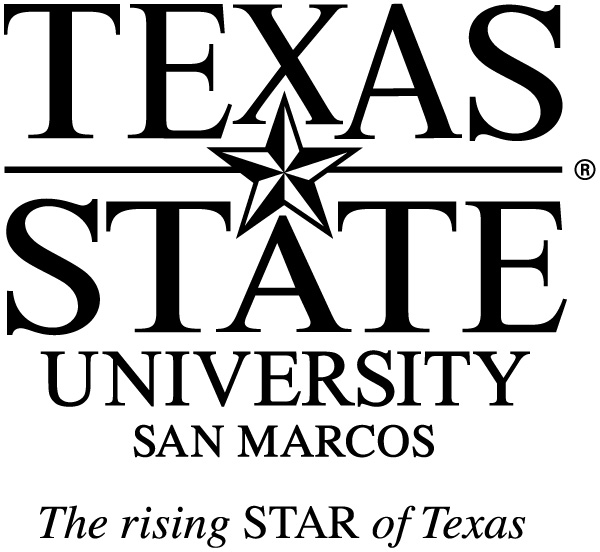 TEXAS
®
STATE
UNIVERSITY
SAN MARCOS
The rising STAR of Texas